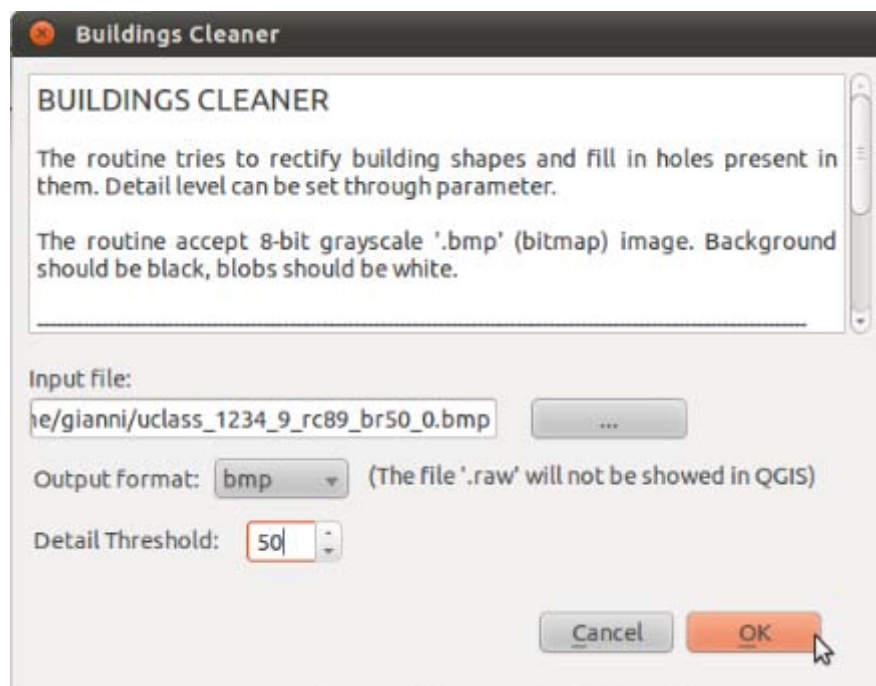 Buildings Cleaner
BUILDINGS CLEANER
The routine tries to rectify building shapes and fill in holes present in
them. Detail level can be set through parameter.
The routine accept 8-bit grayscale '.bmp' (bitmap) image. Background
should be black, blobs should be white.
Input file:
ne/gianni/uclass_1234_9_rc89_br50_0.bmp
...
Output format: bmp (The file '.raw' will not be showed in QGIS)
Detail Threshold: 50
Cancel OK